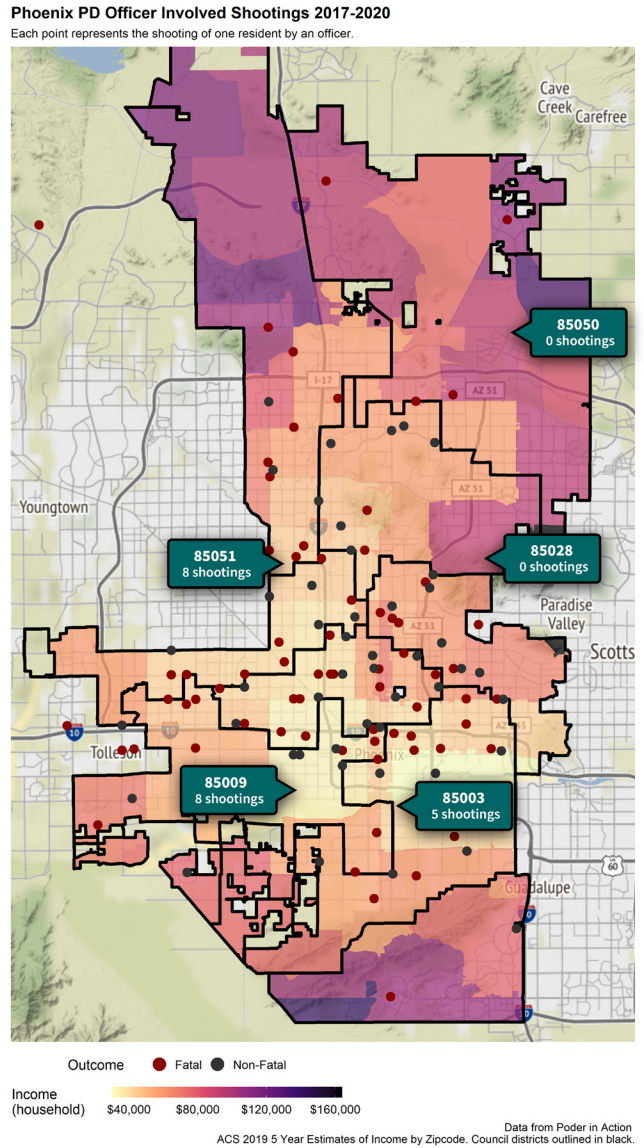 Phoenix PD Officer Involved Shootings 2017-2020
Each point represents the shooting of one resident by an officer.
Cave
Creek
Carefree
85050
0 shootings
I-17
AZ 51
AZ 51
Youngtown
85051
8 shootings
85028
0 shootings
Paradise
Valley
AZ 51
Scotts
10
10
Tolleson
Phoenix
85009
8 shootings
85003
5 shootings
60
Guadalupe
10
Outcome
Fatal
Non-Fatal
Income
(household)
$40,000
$80,000
$120,000
$160,000
Data from Poder in Action
ACS 2019 5 Year Estimates of Income by Zipcode. Council districts outlined in black.